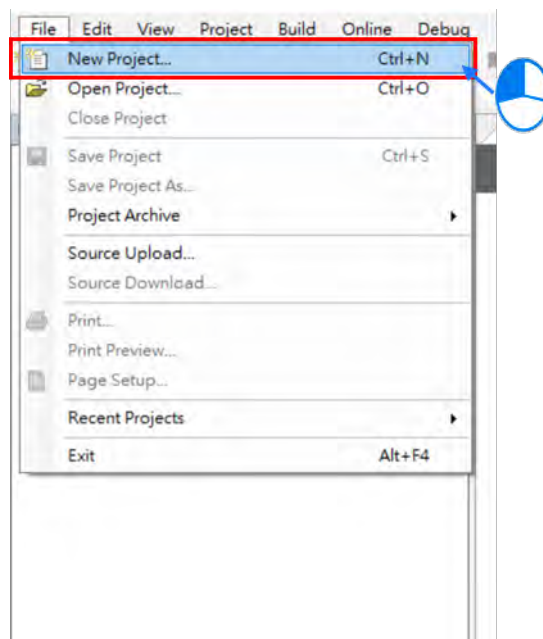 File Edit View Project Build Online Debug
New Project... Ctrl+N
Open Project... Ctrl+O
Close Project
Save Project Ctrl+S
Save Project As...
Project Archive
Source Upload...
Source Download...
Print...
Print Preview...
Page Setup...
Recent Projects
Exit Alt+F4